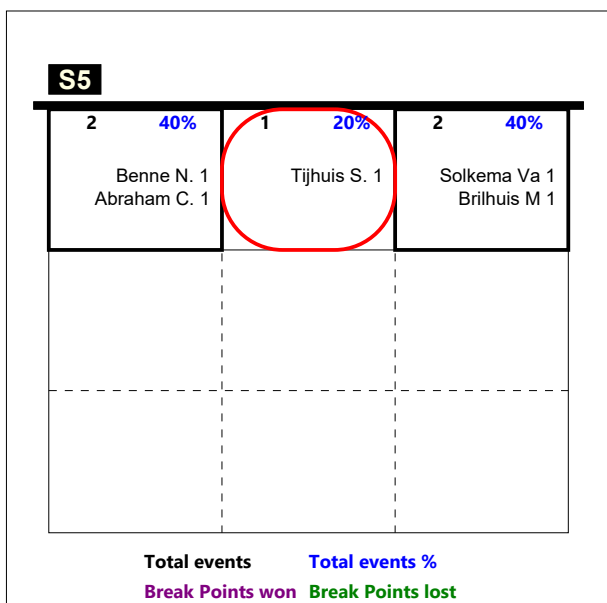 S5
2 40% 1 20% 2 40%
Benne N. 1 Tijhuis S. 1 Solkema Va 1
Abraham C. 1 Brilhuis M 1
Total events Total events %
Break Points won Break Points lost